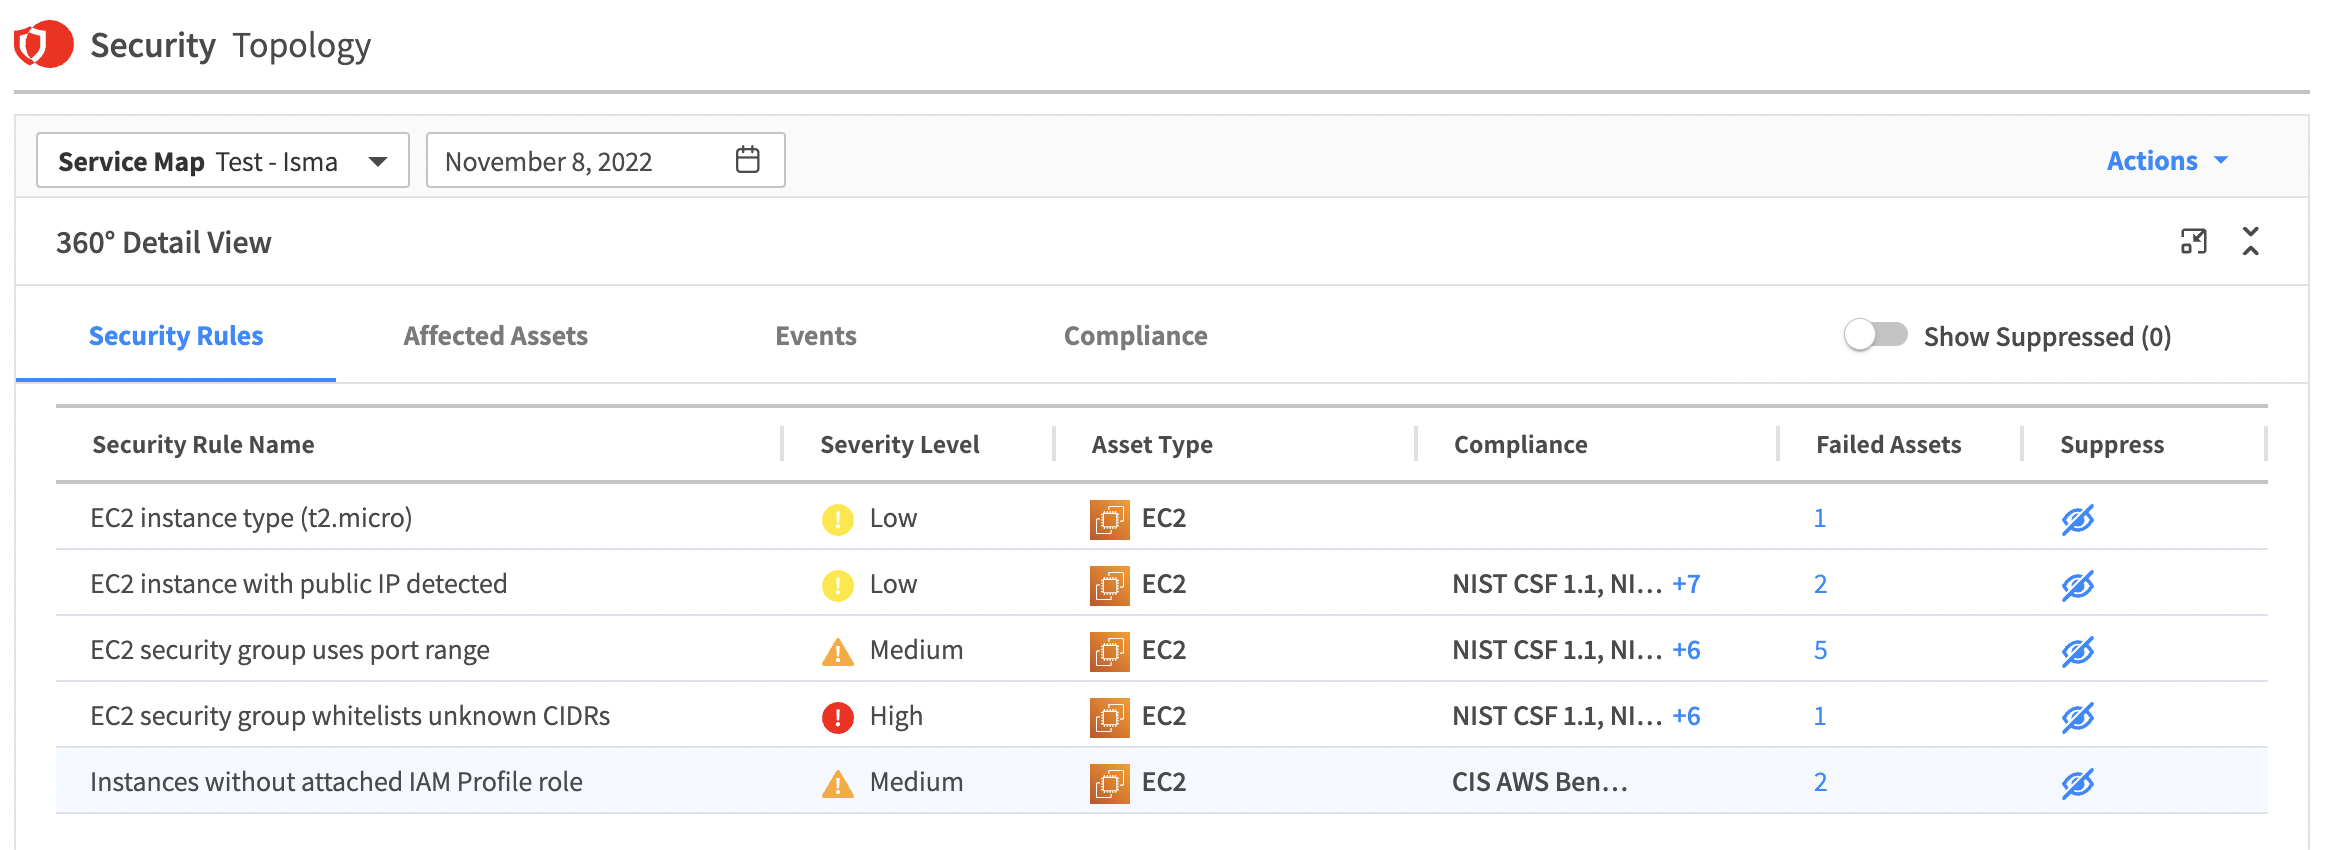 Security Topology
Service Map Test - Isma
November 8, 2022
Actions
360° Detail View
Security Rules
Affected Assets
Events
Compliance
Show Suppressed (0)
Security Rule Name Severity Level Asset Type Compliance Failed Assets Suppress
EC2 instance type (t2.micro) Low EC2 1
EC2 instance with public IP detected Low EC2 NIST CSF 1.1, NI... +7 2
EC2 security group uses port range Medium EC2 NIST CSF 1.1, NI... +6 5
EC2 security group whitelists unknown CIDRs High EC2 NIST CSF 1.1, NI... +6 1
Instances without attached IAM Profile role Medium EC2 CIS AWS Ben... 2